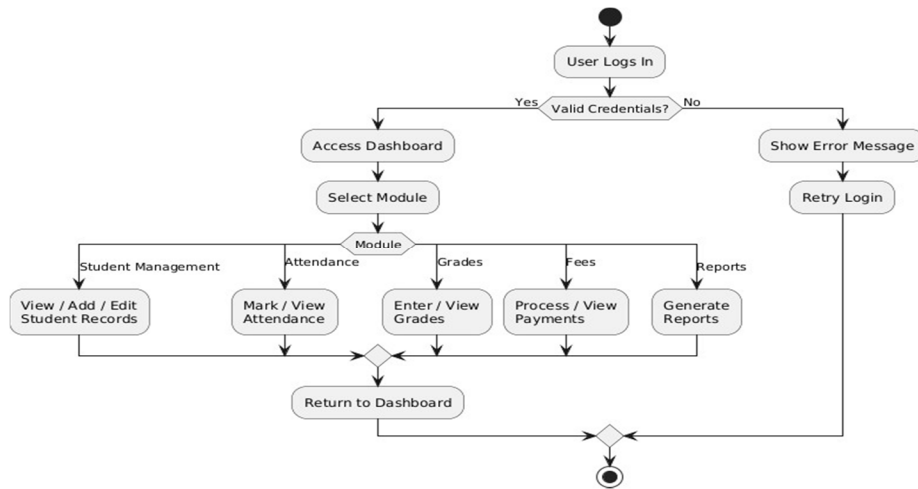 User Logs In
Yes
Valid Credentials?
No
Access Dashboard
Show Error Message
Select Module
Retry Login
Module
Student Management
Attendance
Grades
Fees
Reports
View / Add / Edit
Student Records
Mark / View
Attendance
Enter / View
Grades
Process / View
Payments
Generate
Reports
Return to Dashboard